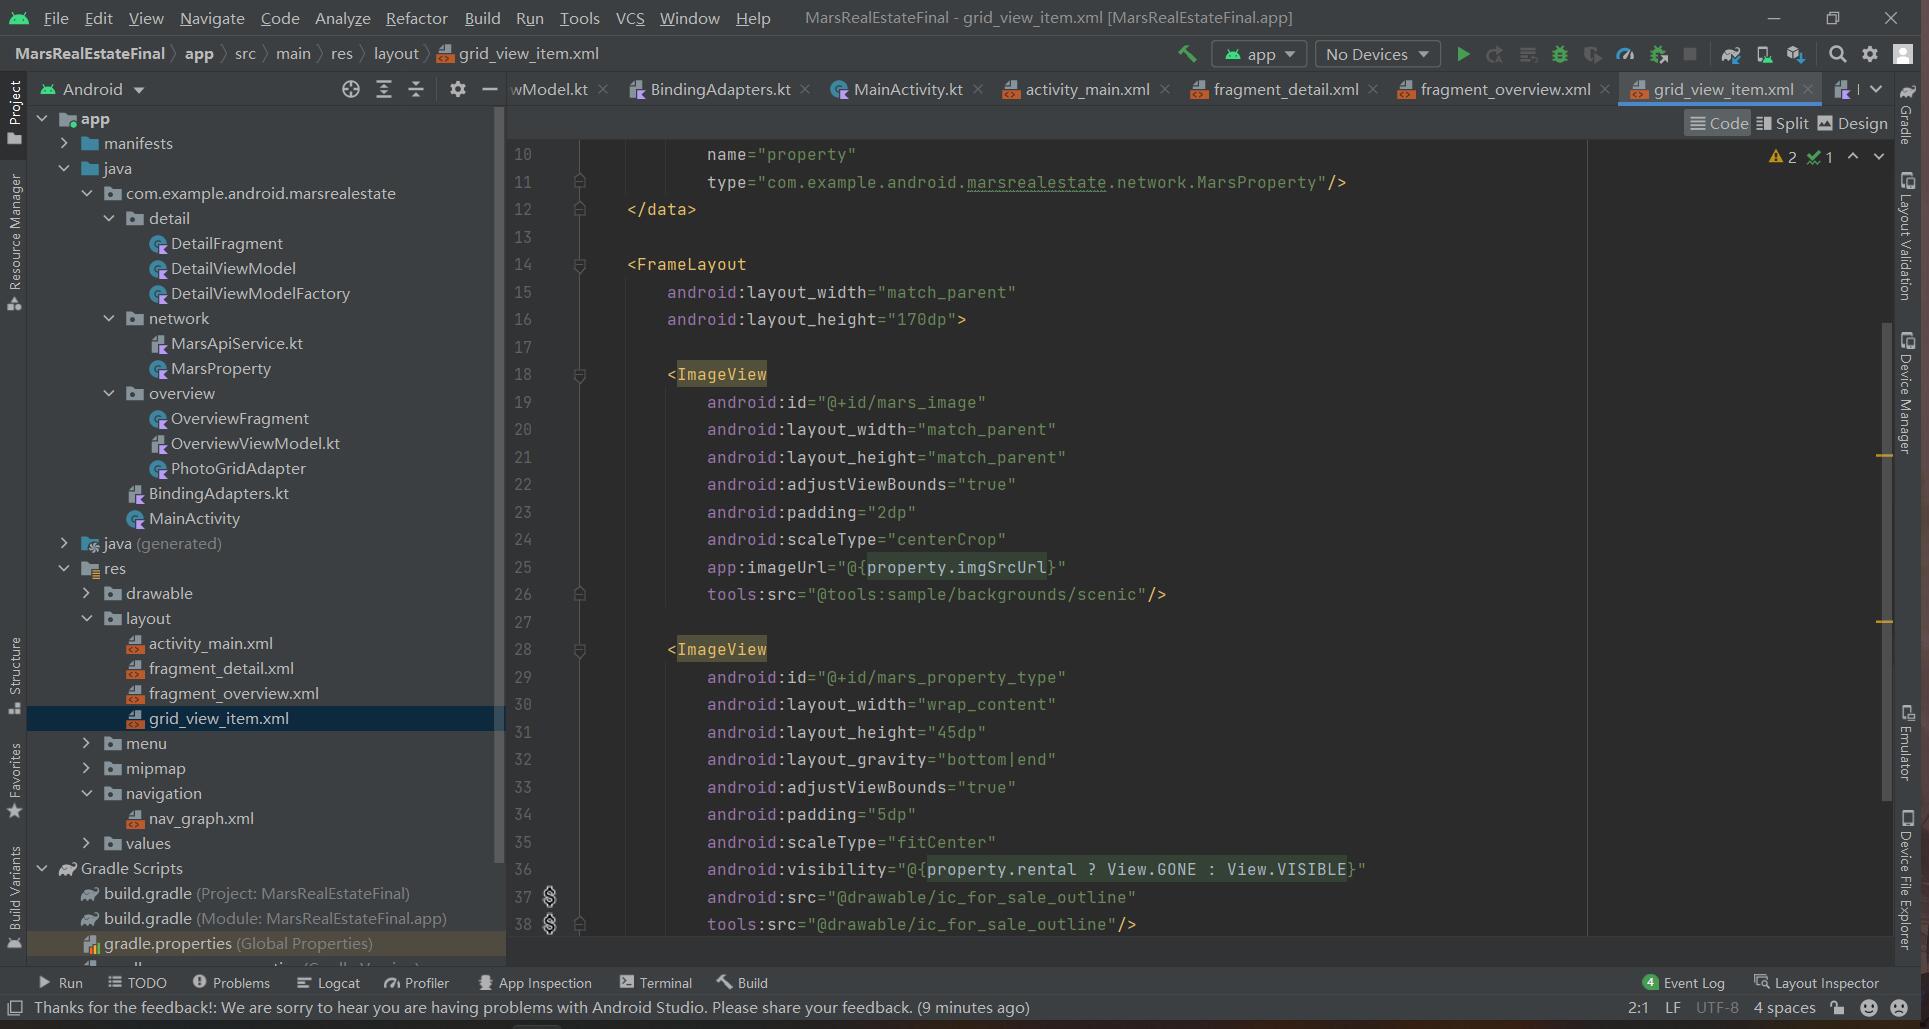 File Edit View Navigate Code Analyze Refactor Build Run Tools VCS Window Help MarsRealEstateFinal - grid_view_item.xml [MarsRealEstateFinal.app]
MarsRealEstateFinal app src main res layout grid_view_item.xml app No Devices
Project
Resource Manager
Structure
Favorites
Build Variants
Android
app
manifests
java
com.example.android.marsrealestate
detail
DetailFragment
DetailViewModel
DetailViewModelFactory
network
MarsApiService.kt
MarsProperty
overview
OverviewFragment
OverviewViewModel.kt
PhotoGridAdapter
BindingAdapters.kt
MainActivity
java (generated)
res
drawable
layout
activity_main.xml
fragment_detail.xml
fragment_overview.xml
grid_view_item.xml
menu
mipmap
navigation
nav_graph.xml
values
Gradle Scripts
build.gradle (Project: MarsRealEstateFinal)
build.gradle (Module: MarsRealEstateFinal.app)
gradle.properties (Global Properties)
wModel.kt BindingAdapters.kt MainActivity.kt activity_main.xml fragment_detail.xml fragment_overview.xml grid_view_item.xml
Code Split Design
2 1
10 name="property"
11 type="com.example.android.marsrealestate.network.MarsProperty"/>
12 </data>
13
14 <FrameLayout
15 android:layout_width="match_parent"
16 android:layout_height="170dp">
17
18 <ImageView
19 android:id="@+id/mars_image"
20 android:layout_width="match_parent"
21 android:layout_height="match_parent"
22 android:adjustViewBounds="true"
23 android:padding="2dp"
24 android:scaleType="centerCrop"
25 app:imageUrl="@{property.imgSrcUrl}"
26 tools:src="@tools:sample/backgrounds/scenic"/>
27
28 <ImageView
29 android:id="@+id/mars_property_type"
30 android:layout_width="wrap_content"
31 android:layout_height="45dp"
32 android:layout_gravity="bottom|end"
33 android:adjustViewBounds="true"
34 android:padding="5dp"
35 android:scaleType="fitCenter"
36 android:visibility="@{property.rental ? View.GONE : View.VISIBLE}"
37 android:src="@drawable/ic_for_sale_outline"
38 tools:src="@drawable/ic_for_sale_outline"/>
Gradle
Layout Validation
Device Manager
Emulator
Device File Explorer
Run TODO Problems Logcat Profiler App Inspection Terminal Build 4 Event Log Layout Inspector
Thanks for the feedback!: We are sorry to hear you are having problems with Android Studio. Please share your feedback. (9 minutes ago) 2:1 LF UTF-8 4 spaces